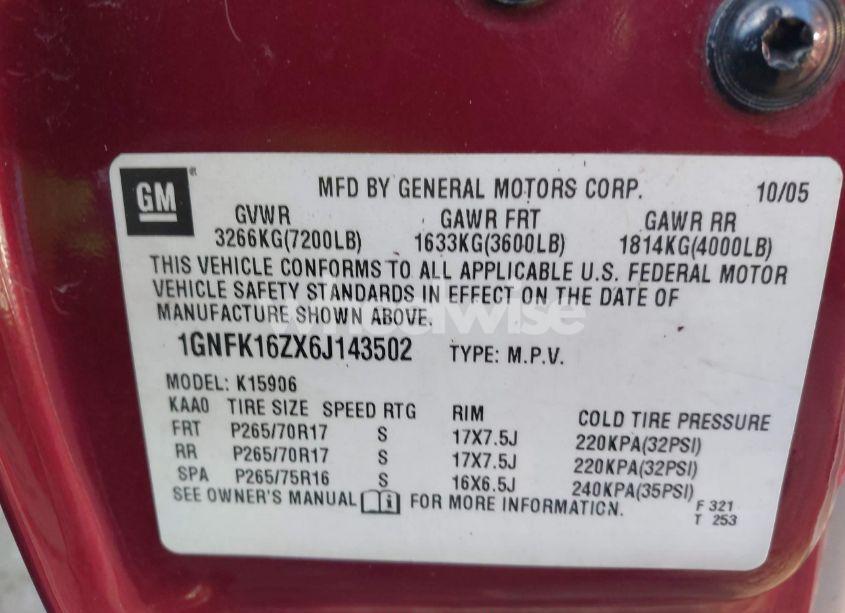 GM ®
MFD BY GENERAL MOTORS CORP. 10/05
GVWR GAWR FRT GAWR RR
3266KG(7200LB) 1633KG(3600LB) 1814KG(4000LB)
THIS VEHICLE CONFORMS TO ALL APPLICABLE U.S. FEDERAL MOTOR
VEHICLE SAFETY STANDARDS IN EFFECT ON THE DATE OF
MANUFACTURE SHOWN ABOVE.
wheelwise
1GNFK16ZX6J143502 TYPE: M.P.V.
MODEL: K15906
KAA0 TIRE SIZE SPEED RTG RIM COLD TIRE PRESSURE
FRT P265/70R17 S 17X7.5J 220KPA(32PSI)
RR P265/70R17 S 17X7.5J 220KPA(32PSI)
SPA P265/75R16 S 16X6.5J 240KPA(35PSI)
SEE OWNER'S MANUAL i FOR MORE INFORMATION.
F 321
T 253